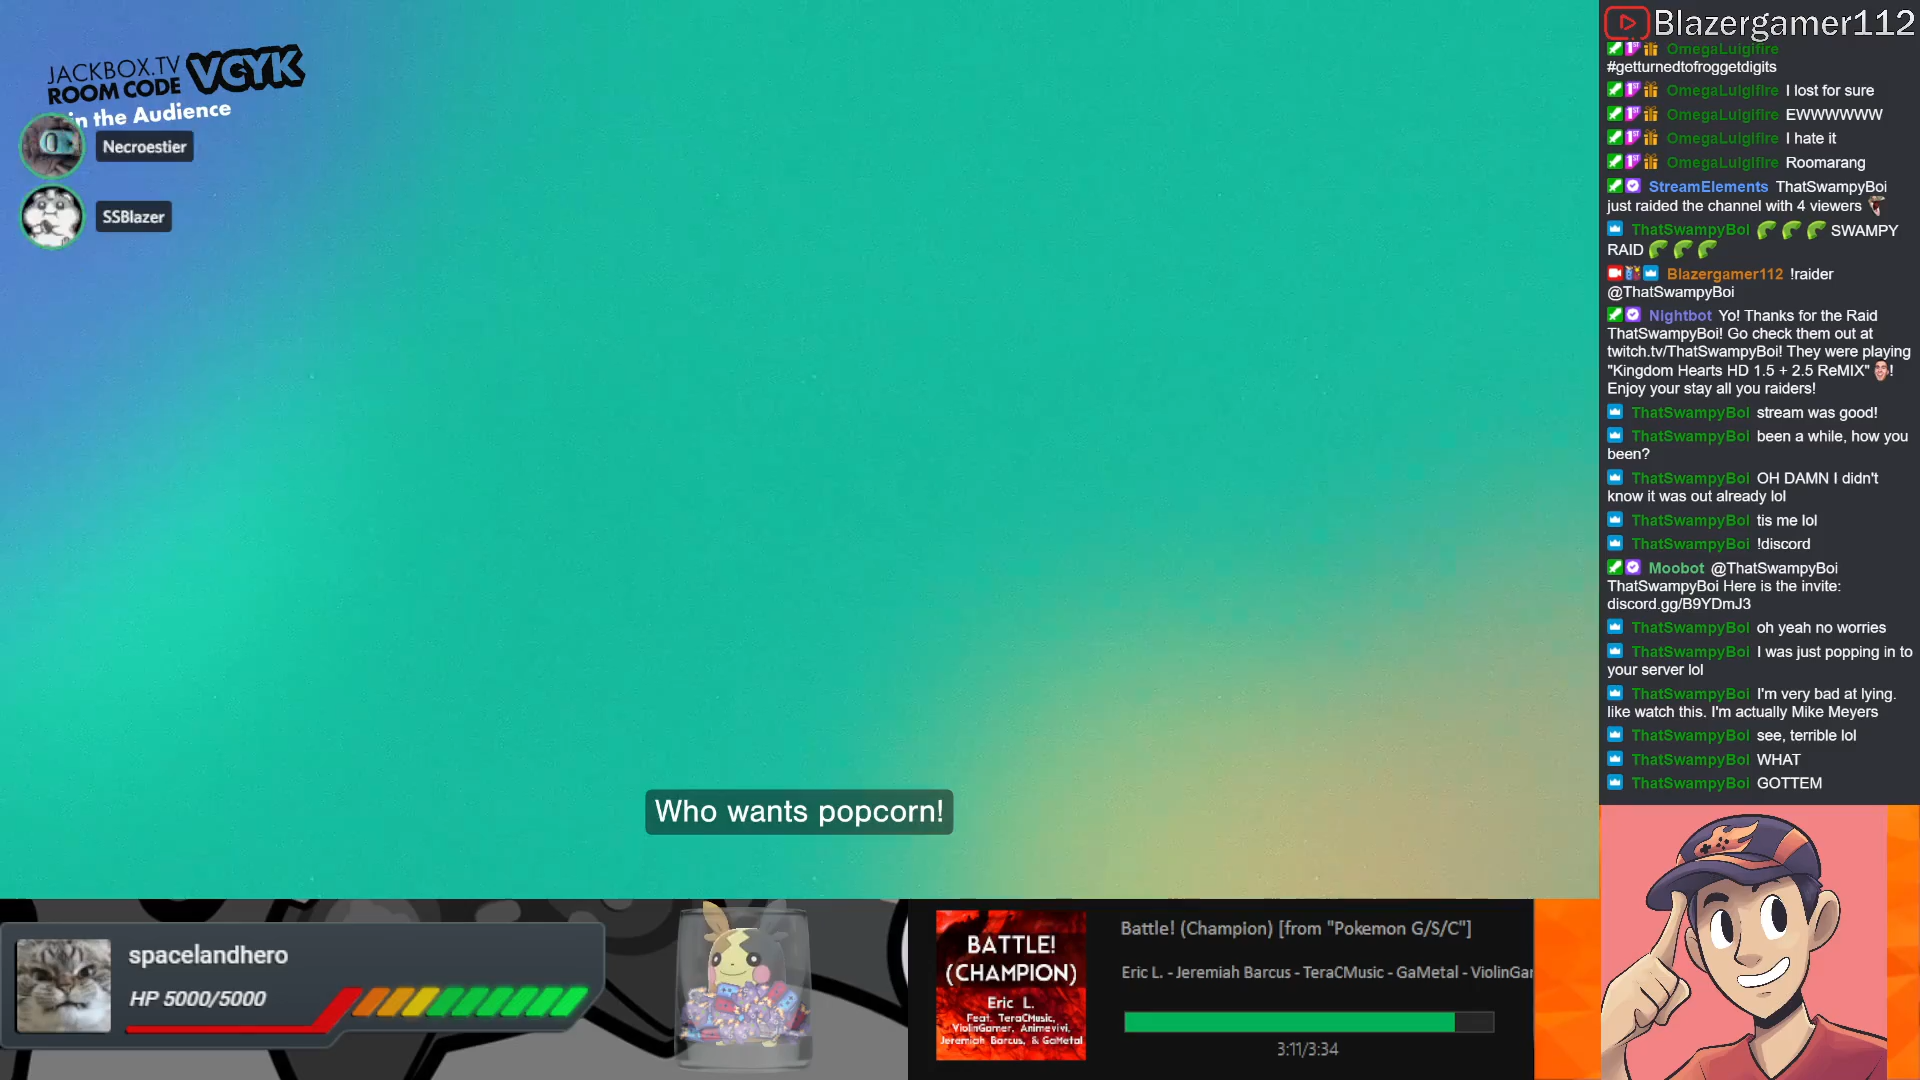 JACKBOX.TV
ROOM CODE
VGYK
in the Audience
Necroestier
SSBlazer
Who wants popcorn!
spacelandhero
HP 5000/5000
BATTLE!
(CHAMPION)
Eric L.
Feat. TeraCMusic,
ViolinGamer, Animevivi,
Jeremiah Barcus, & GaMetal
Battle! (Champion) [from "Pokemon G/S/C"]
Eric L. - Jeremiah Barcus - TeraCMusic - GaMetal - ViolinGar
3:11/3:34
Blazergamer112
OmegaLuigifire
#getturnedtofroggetdigits
OmegaLuigifire I lost for sure
OmegaLuigifire EWWWWWW
OmegaLuigifire I hate it
OmegaLuigifire Roomarang
StreamElements ThatSwampyBoi
just raided the channel with 4 viewers
ThatSwampyBoi SWAMPY
RAID
Blazergamer112 !raider
@ThatSwampyBoi
Nightbot Yo! Thanks for the Raid
ThatSwampyBoi! Go check them out at
twitch.tv/ThatSwampyBoi! They were playing
"Kingdom Hearts HD 1.5 + 2.5 ReMIX" !
Enjoy your stay all you raiders!
ThatSwampyBoi stream was good!
ThatSwampyBoi been a while, how you
been?
ThatSwampyBoi OH DAMN I didn't
know it was out already lol
ThatSwampyBoi tis me lol
ThatSwampyBoi !discord
Moobot @ThatSwampyBoi
ThatSwampyBoi Here is the invite:
discord.gg/B9YDmJ3
ThatSwampyBoi oh yeah no worries
ThatSwampyBoi I was just popping in to
your server lol
ThatSwampyBoi I'm very bad at lying.
like watch this. I'm actually Mike Meyers
ThatSwampyBoi see, terrible lol
ThatSwampyBoi WHAT
ThatSwampyBoi GOTTEM